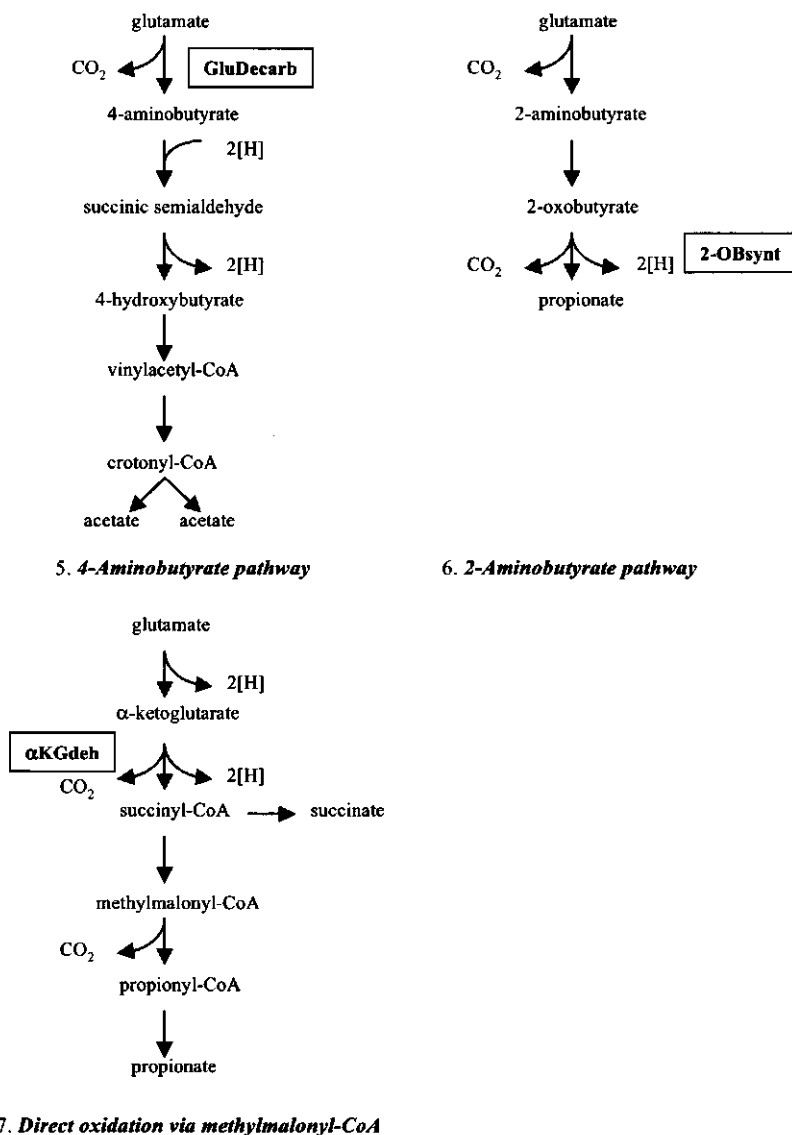 glutamate
CO2
GluDecarb
4-aminobutyrate
2[H]
succinic semialdehyde
2[H]
4-hydroxybutyrate
vinylacetyl-CoA
crotonyl-CoA
acetate acetate
5. 4-Aminobutyrate pathway
glutamate
CO2
2-aminobutyrate
2-oxobutyrate
CO2 2[H] 2-OBsynt
propionate
6. 2-Aminobutyrate pathway
glutamate
2[H]
α-ketoglutarate
αKGdeh
CO2 2[H]
succinyl-CoA succinate
methylmalonyl-CoA
CO2
propionyl-CoA
propionate
7. Direct oxidation via methylmalonyl-CoA